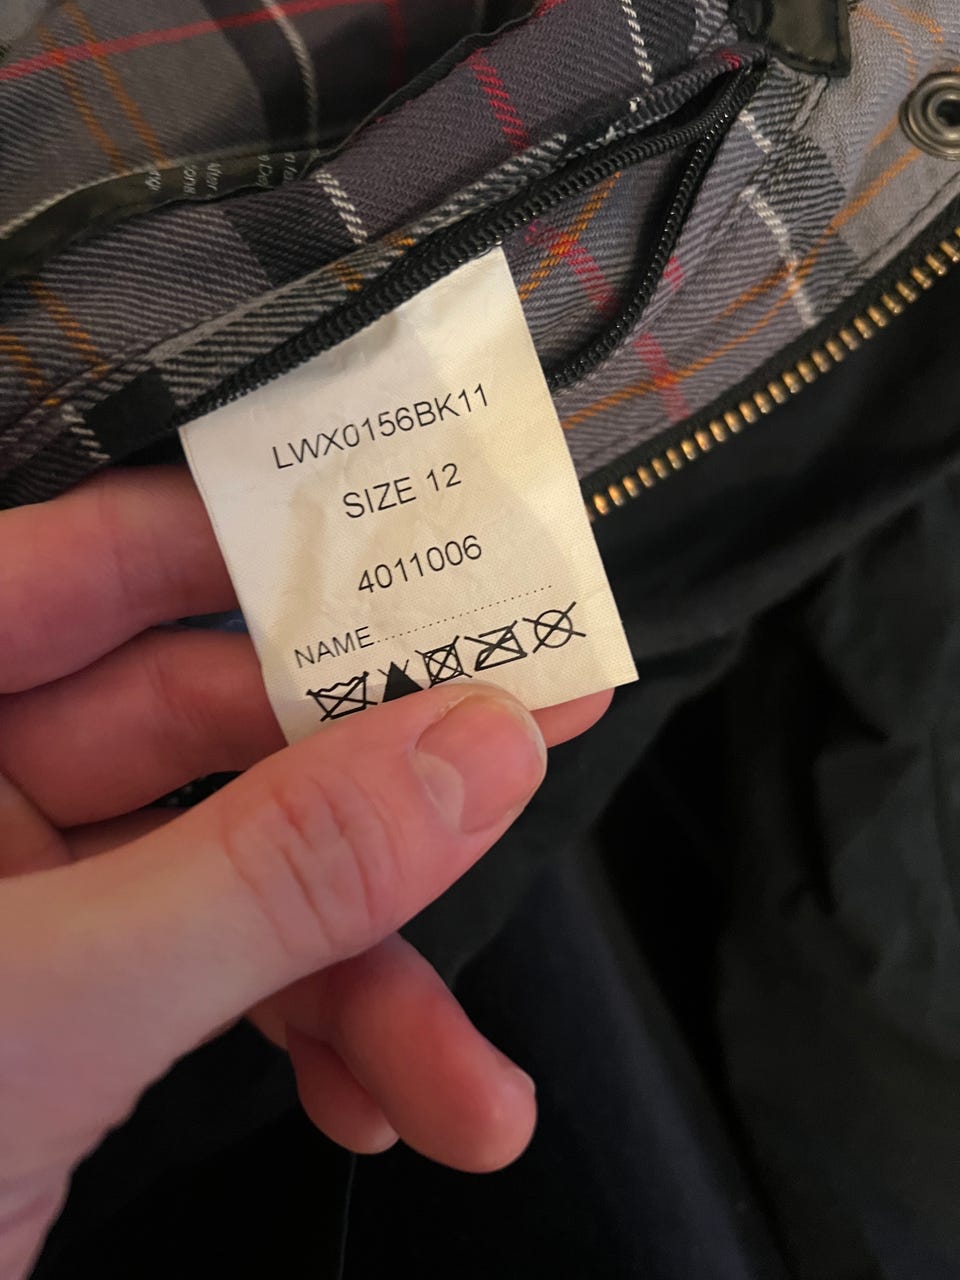 LWX0156BK11
SIZE 12
4011006
NAME......................